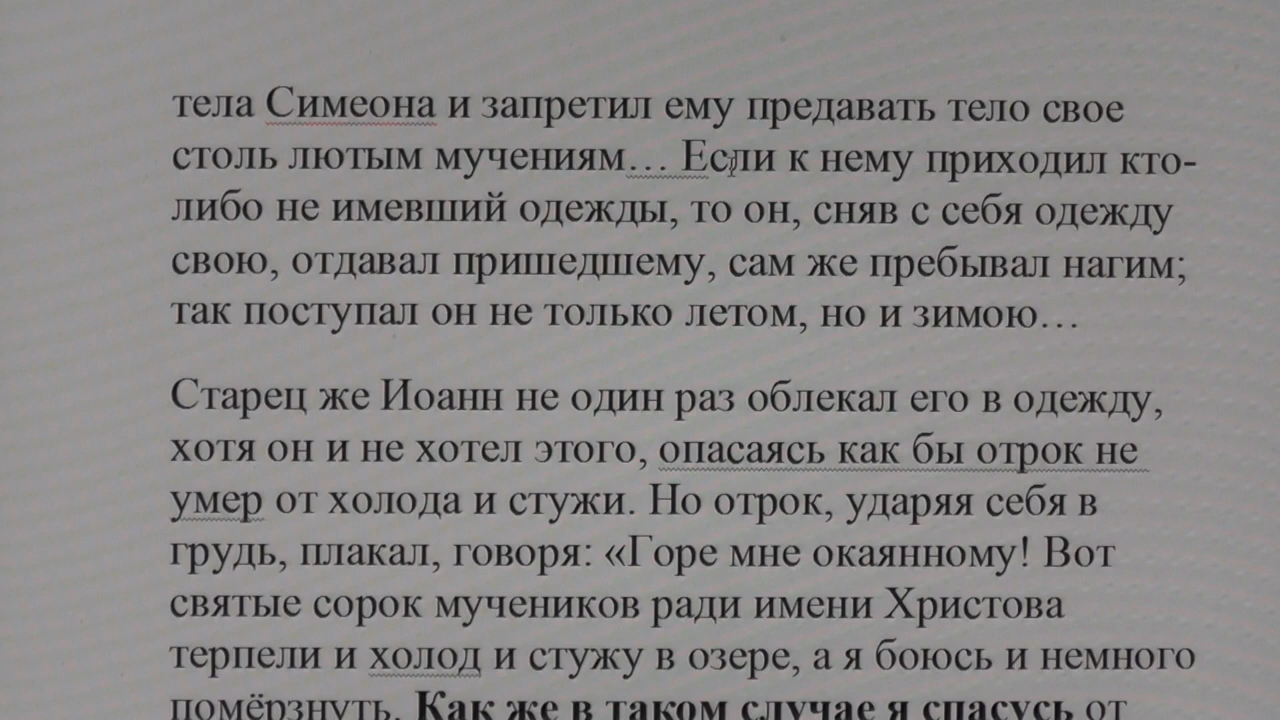 тела Симеона и запретил ему предавать тело свое
столь лютым мучениям… Если к нему приходил кто-
либо не имевший одежды, то он, сняв с себя одежду
свою, отдавал пришедшему, сам же пребывал нагим;
так поступал он не только летом, но и зимою…
Старец же Иоанн не один раз облекал его в одежду,
хотя он и не хотел этого, опасаясь как бы отрок не
умер от холода и стужи. Но отрок, ударяя себя в
грудь, плакал, говоря: «Горе мне окаянному! Вот
святые сорок мучеников ради имени Христова
терпели и холод и стужу в озере, а я боюсь и немного
помёрзнуть. Как же в таком случае я спасусь от